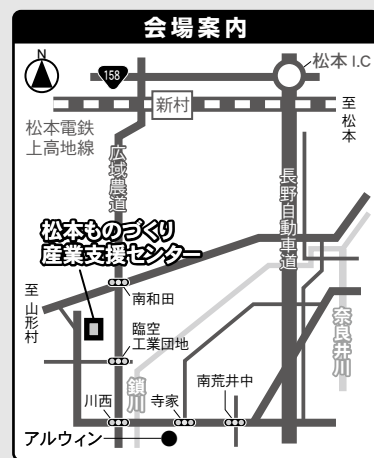 会場案内
N
158
松本 I.C
新村
至松本
松本電鉄
上高地線
広域農道
長野自動車道
松本ものづくり
産業支援センター
至山形村
南和田
臨空
工業団地
奈良井川
鎖川
川西
寺家
南荒井中
アルウィン